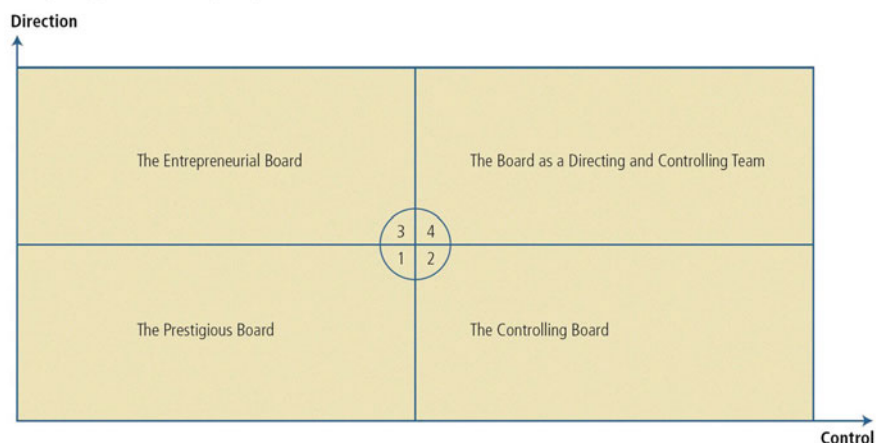 Direction
The Entrepreneurial Board
The Board as a Directing and Controlling Team
3 4
1 2
The Prestigious Board
The Controlling Board
Control